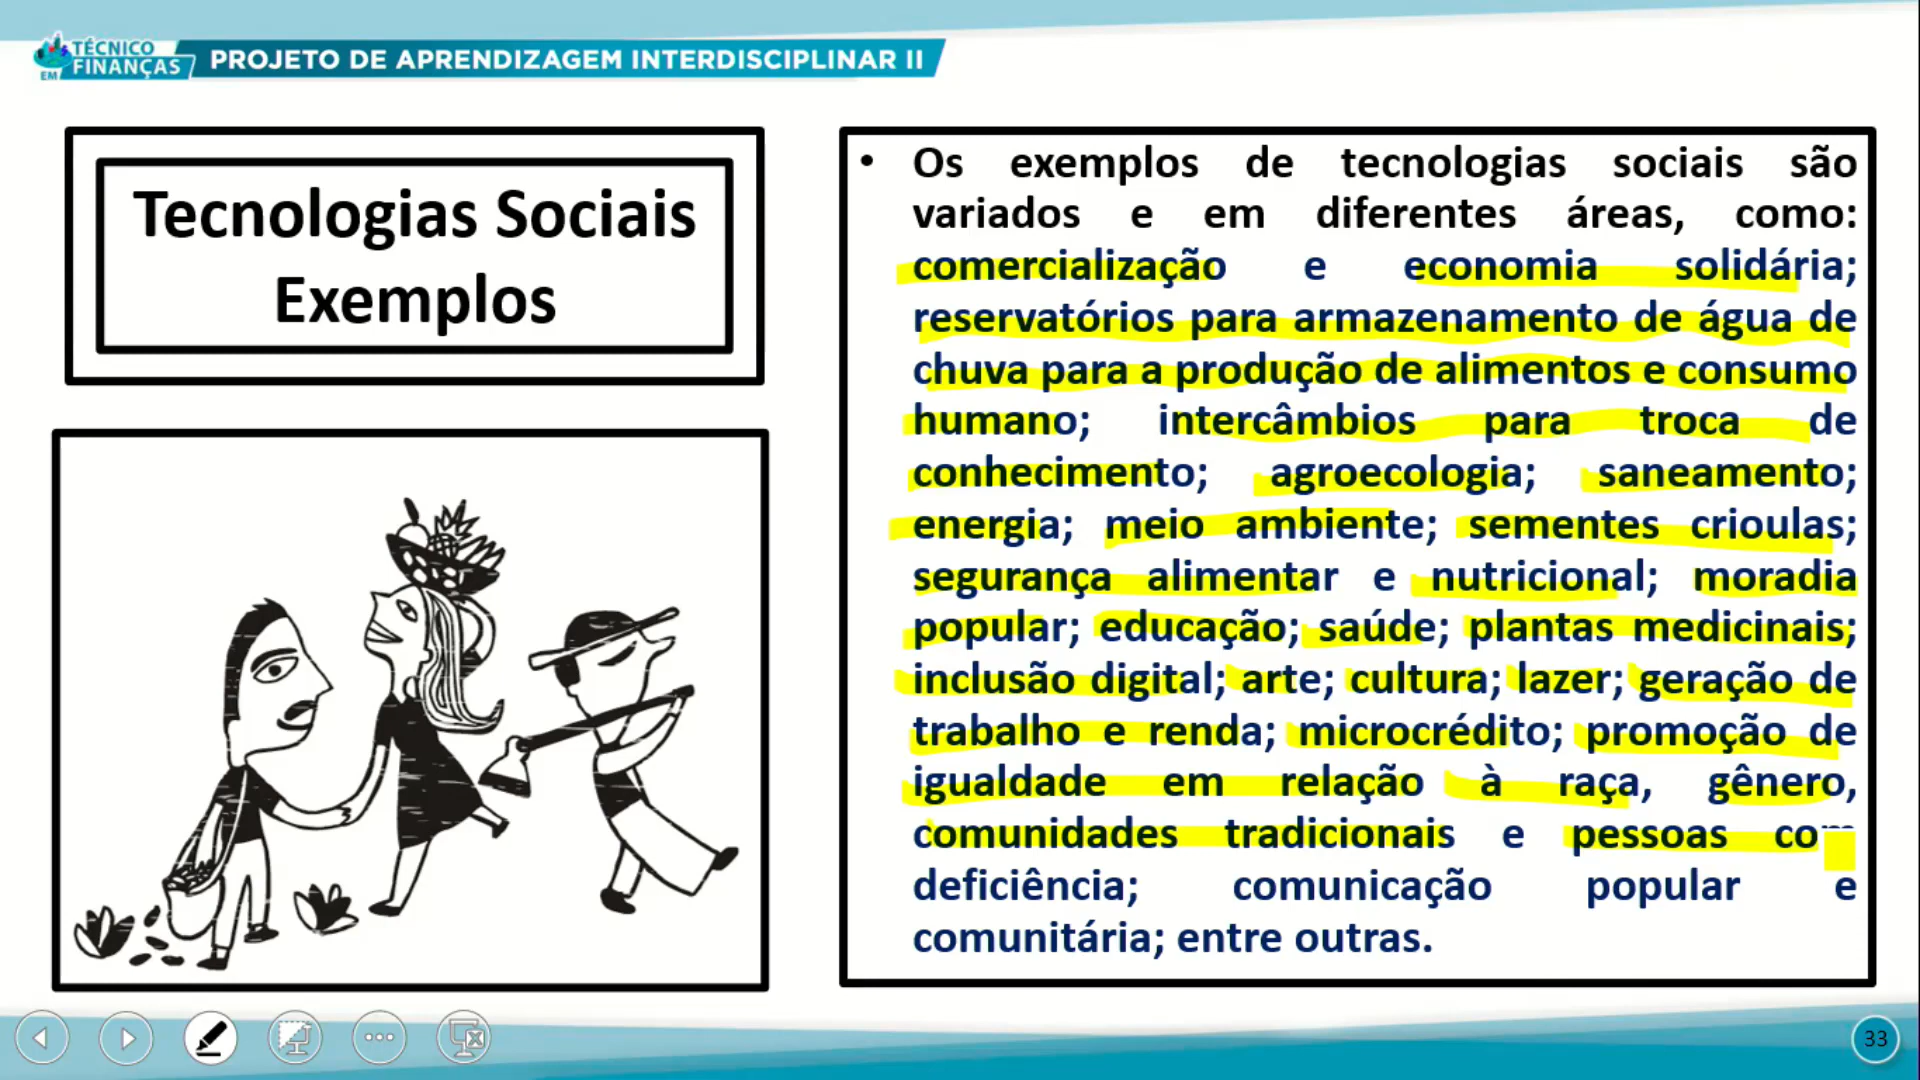 TÉCNICO
EM FINANÇAS
PROJETO DE APRENDIZAGEM INTERDISCIPLINAR II
Tecnologias Sociais
Exemplos
• Os exemplos de tecnologias sociais são
variados e em diferentes áreas, como:
comercialização e economia solidária;
reservatórios para armazenamento de água de
chuva para a produção de alimentos e consumo
humano; intercâmbios para troca de
conhecimento; agroecologia; saneamento;
energia; meio ambiente; sementes crioulas;
segurança alimentar e nutricional; moradia
popular; educação; saúde; plantas medicinais;
inclusão digital; arte; cultura; lazer; geração de
trabalho e renda; microcrédito; promoção de
igualdade em relação à raça, gênero,
comunidades tradicionais e pessoas com
deficiência; comunicação popular e
comunitária; entre outras.
33